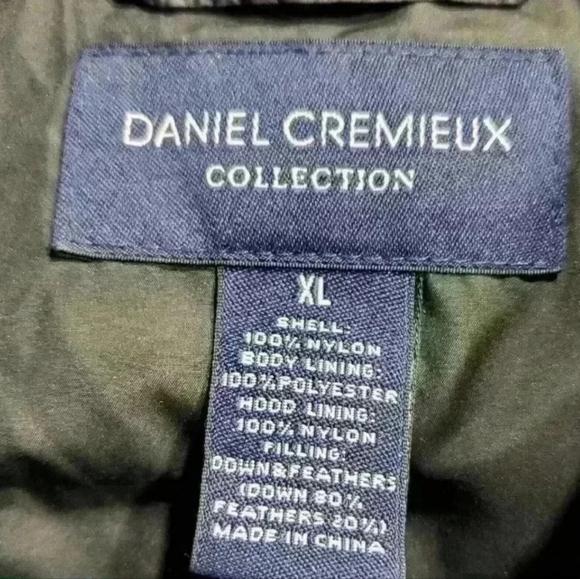 DANIEL CREMIEUX
COLLECTION
XL
SHELL:
100% NYLON
BODY LINING:
100% POLYESTER
HOOD LINING:
100% NYLON
FILLING:
DOWN&FEATHERS
(DOWN 80%
FEATHERS 20%)
MADE IN CHINA